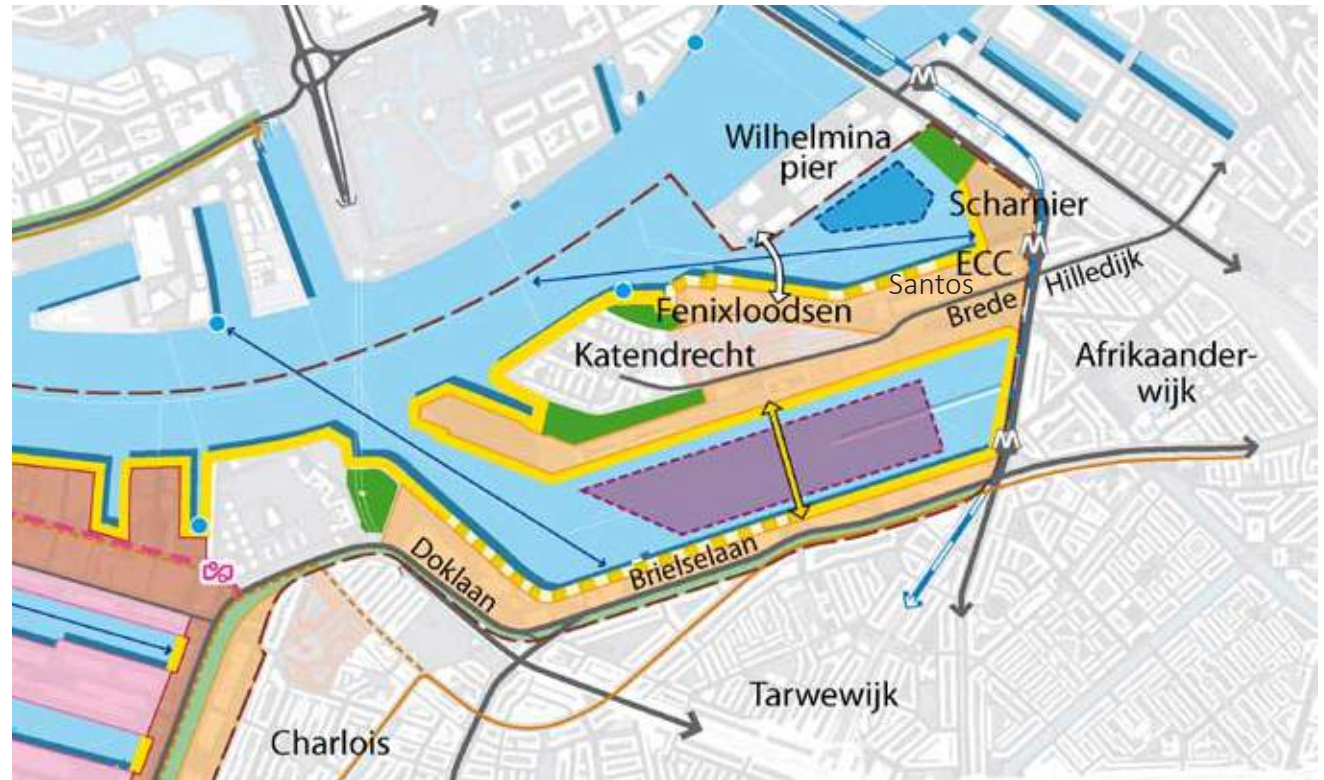 Wilhelmina
pier
Scharnier
ECC
Santos
Hilledijk
Brede
Fenixloodsen
Katendrecht
Afrikaander-
wijk
Doklaan
Brielselaan
Tarwewijk
Charlois
M
M
M